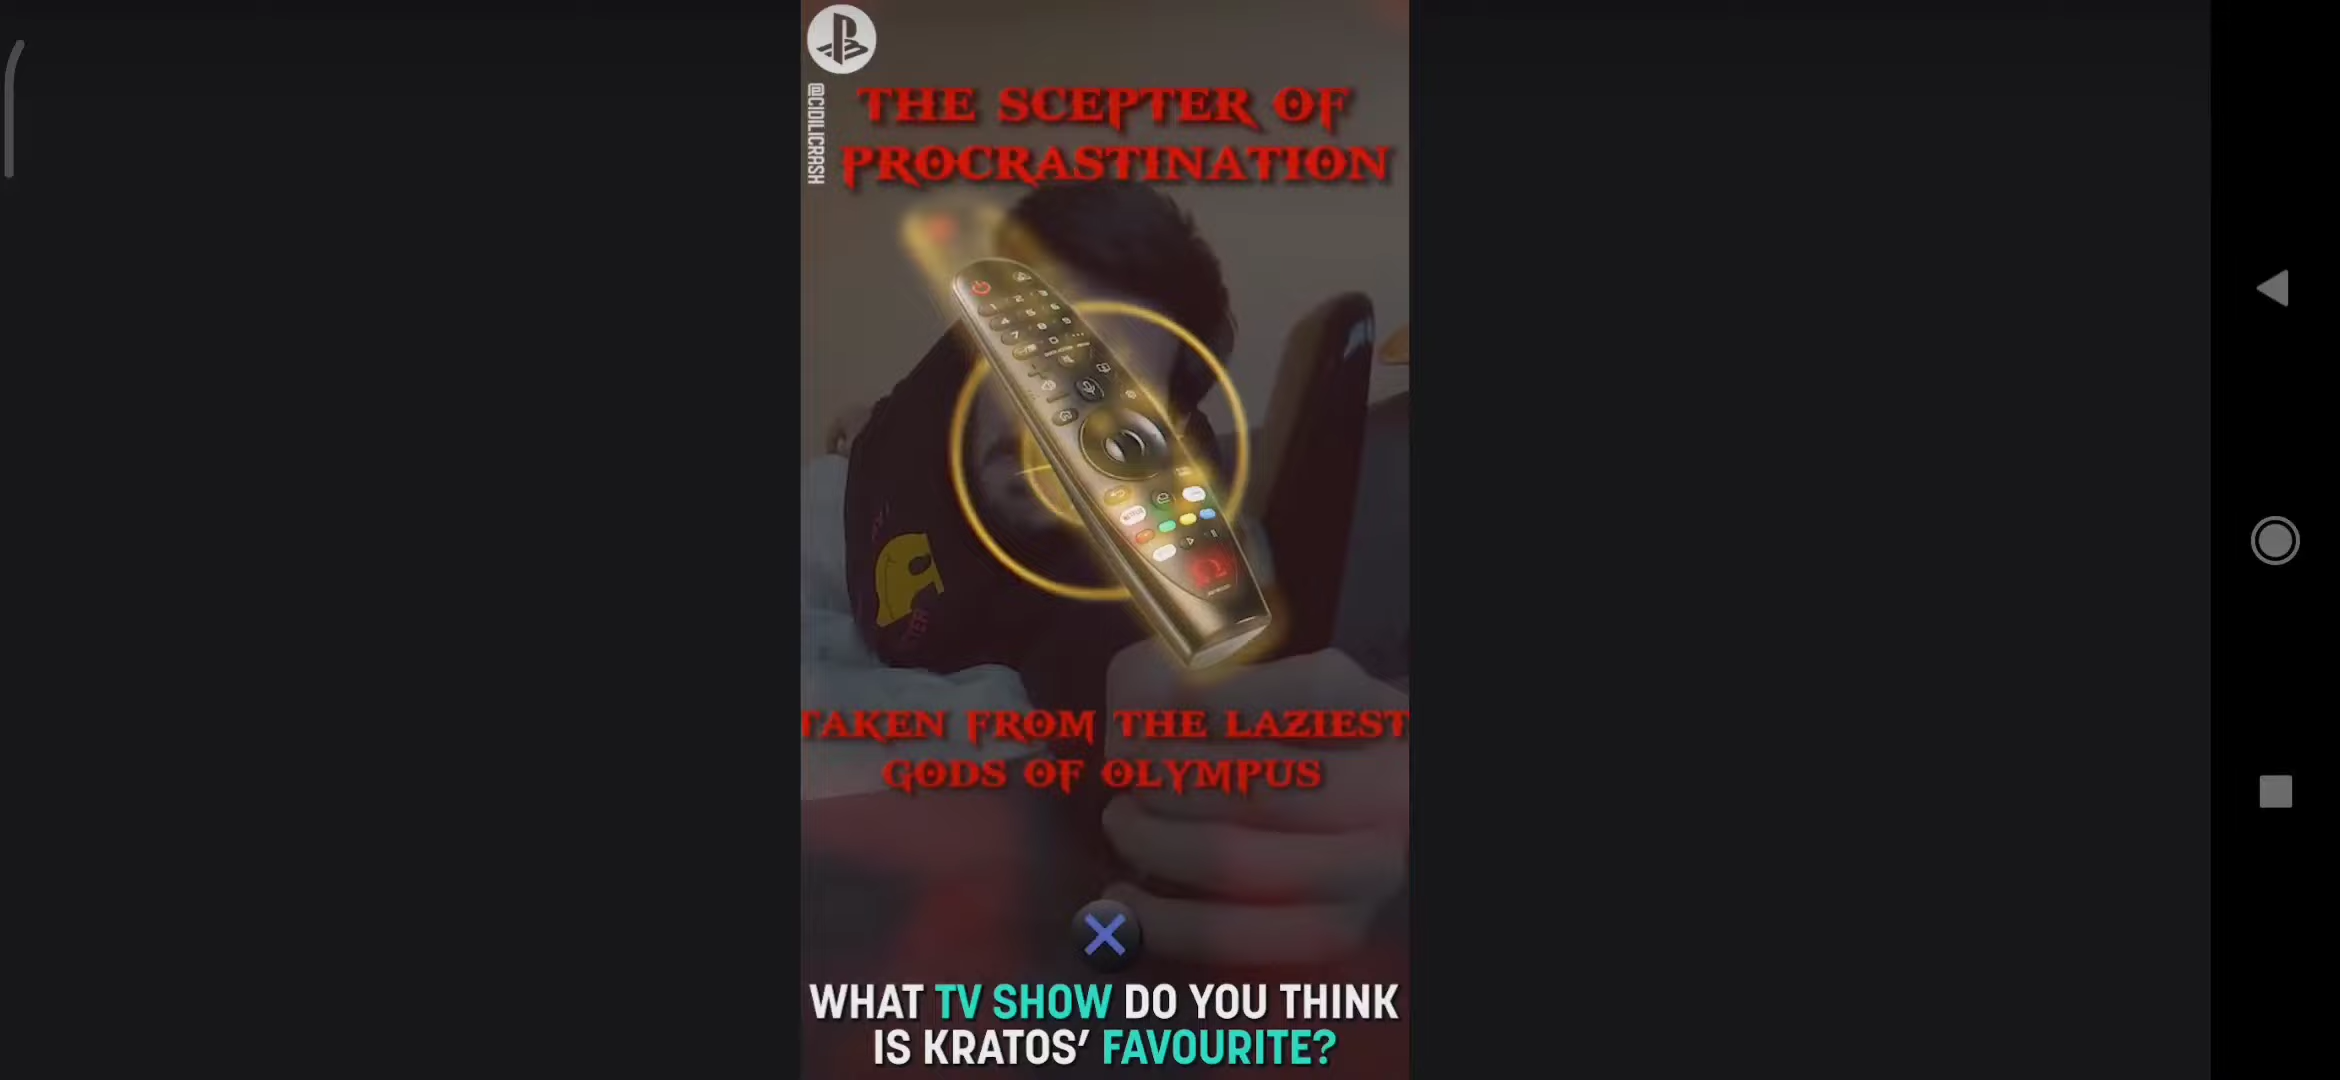 @CIDILICRASH
THE SCEPTER OF
PROCRASTINATION
TAKEN FROM THE LAZIEST
GODS OF OLYMPUS
WHAT TV SHOW DO YOU THINK
IS KRATOS' FAVOURITE?